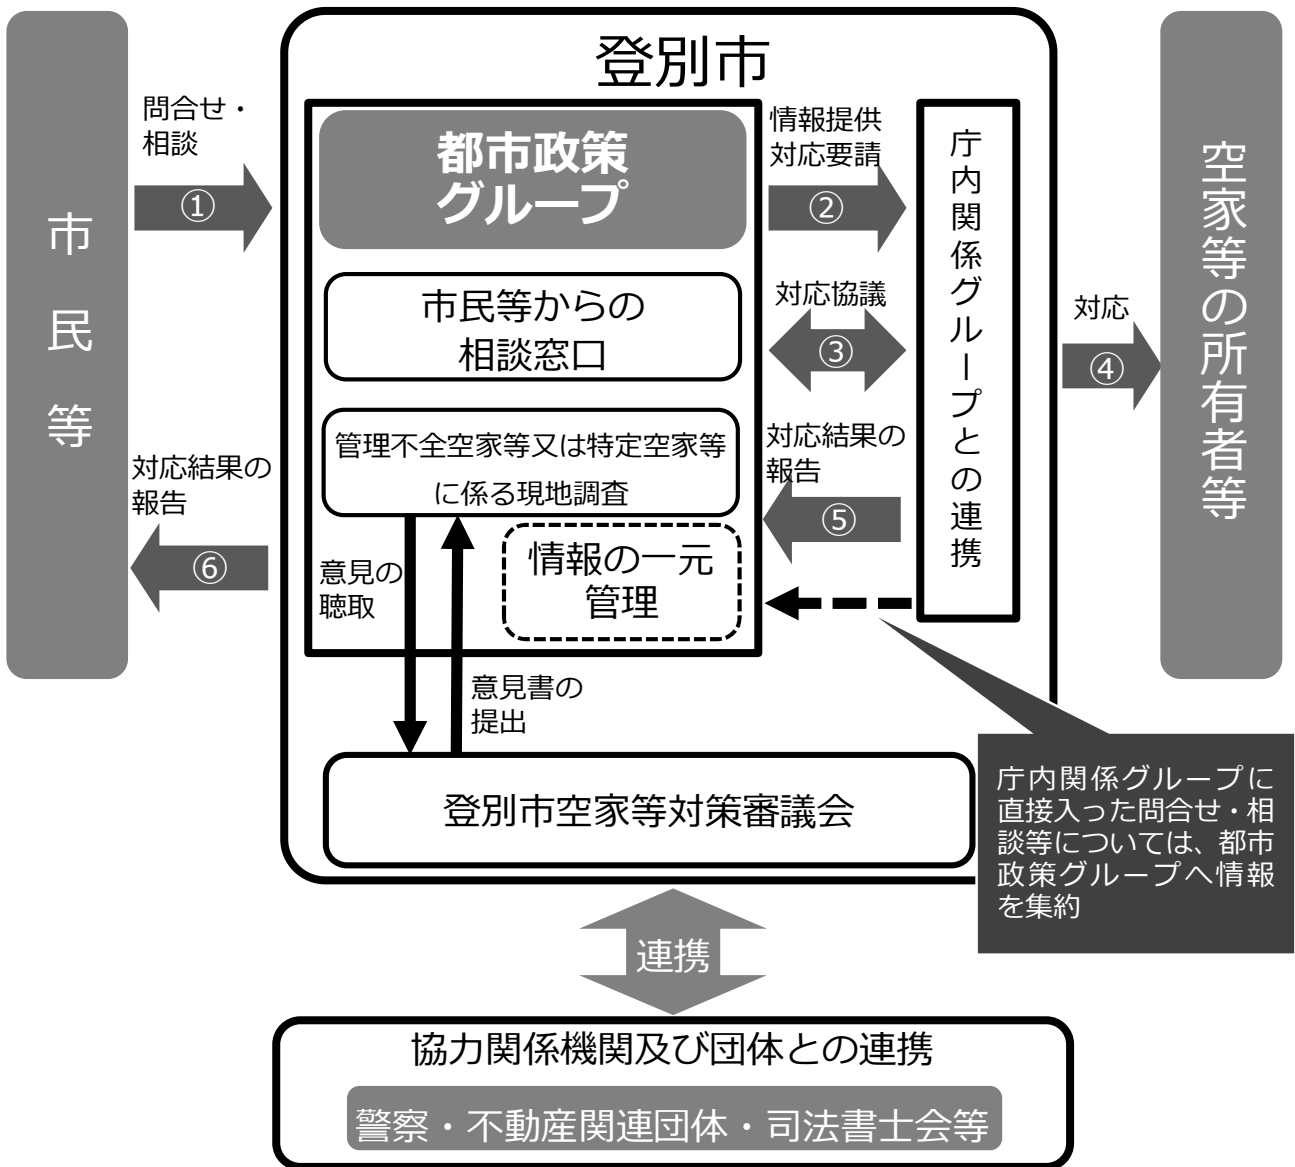 登別市
市民等
問合せ・
相談
①
都市政策
グループ
情報提供
対応要請
②
庁内関係グループとの連携
空家等の所有者等
市民等からの
相談窓口
対応協議
③
対応
④
管理不全空家等又は特定空家等
に係る現地調査
対応結果の
報告
⑤
対応結果の
報告
⑥
意見の
聴取
情報の一元
管理
意見書の
提出
登別市空家等対策審議会
庁内関係グループに
直接入った問合せ・相
談等については、都市
政策グループへ情報
を集約
連携
協力関係機関及び団体との連携
警察・不動産関連団体・司法書士会等